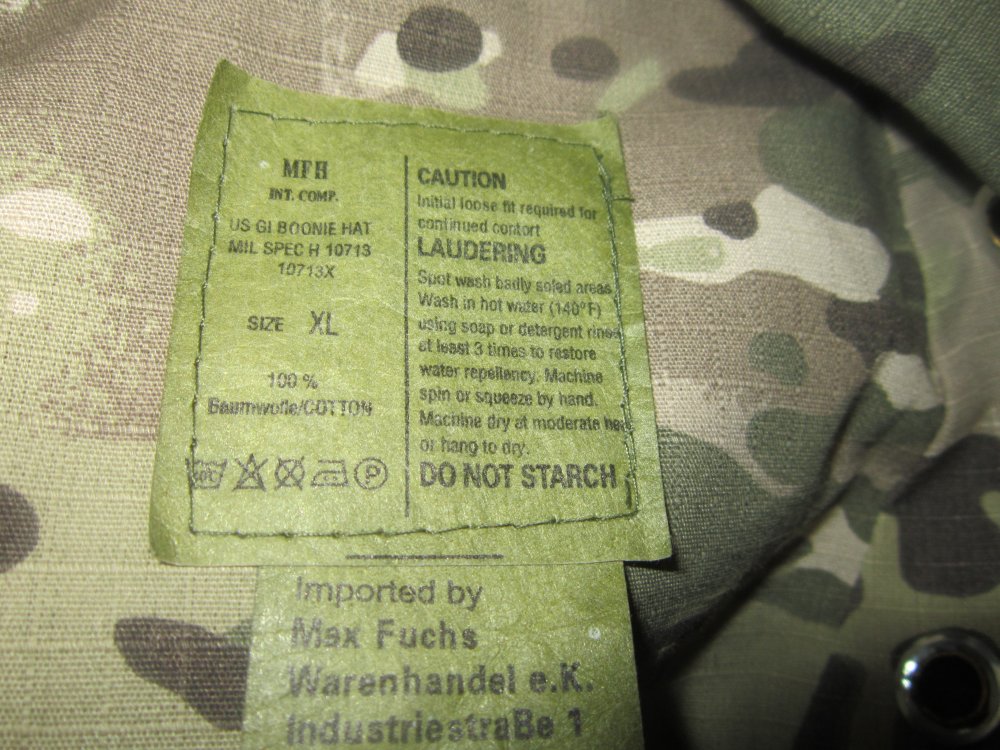 MFH
INT. COMP.
US GI BOONIE HAT
MIL SPEC H 10713
10713X
SIZE XL
100 %
Baumwolle/COTTON
P
CAUTION
Initial loose fit required for
continued contort
LAUDERING
Spot wash badly soled areas
Wash in hot water (140°F)
using soap or detergent rinse
at least 3 times to restore
water repellency. Machine
spin or squeeze by hand.
Machine dry at moderate hea
or hang to dry.
DO NOT STARCH
Imported by
Max Fuchs
Warenhandel e.K.
Industriestraße 1